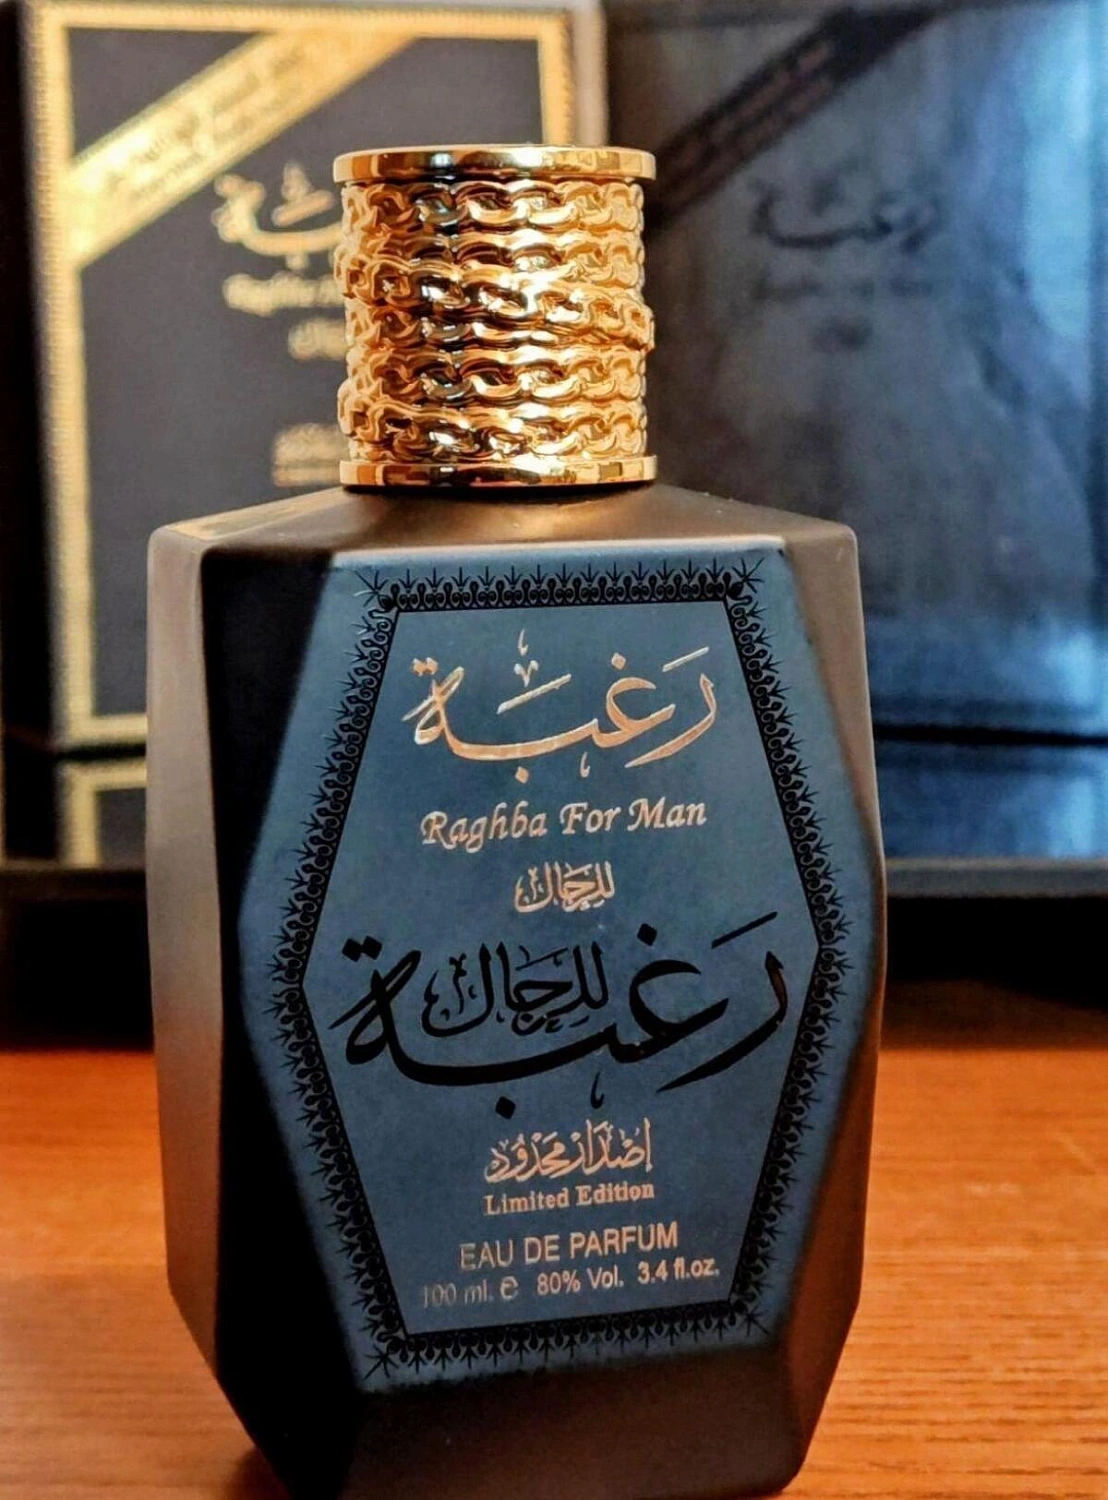 رغبة
Raghba For Man
للرجال
رغبة
للرجال
إصدار محدود
Limited Edition
EAU DE PARFUM
100 ml. e 80% Vol. 3.4 fl.oz.
رغبة